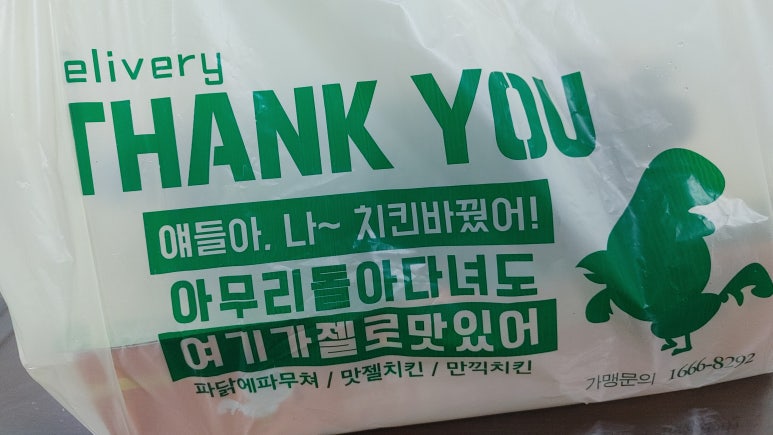 elivery
THANK YOU
얘들아, 나~ 치킨바꿨어!
아무리돌아다녀도
여기가젤로맛있어
파닭에파무쳐 / 맛젤치킨 / 만끽치킨
가맹문의 1666-8292